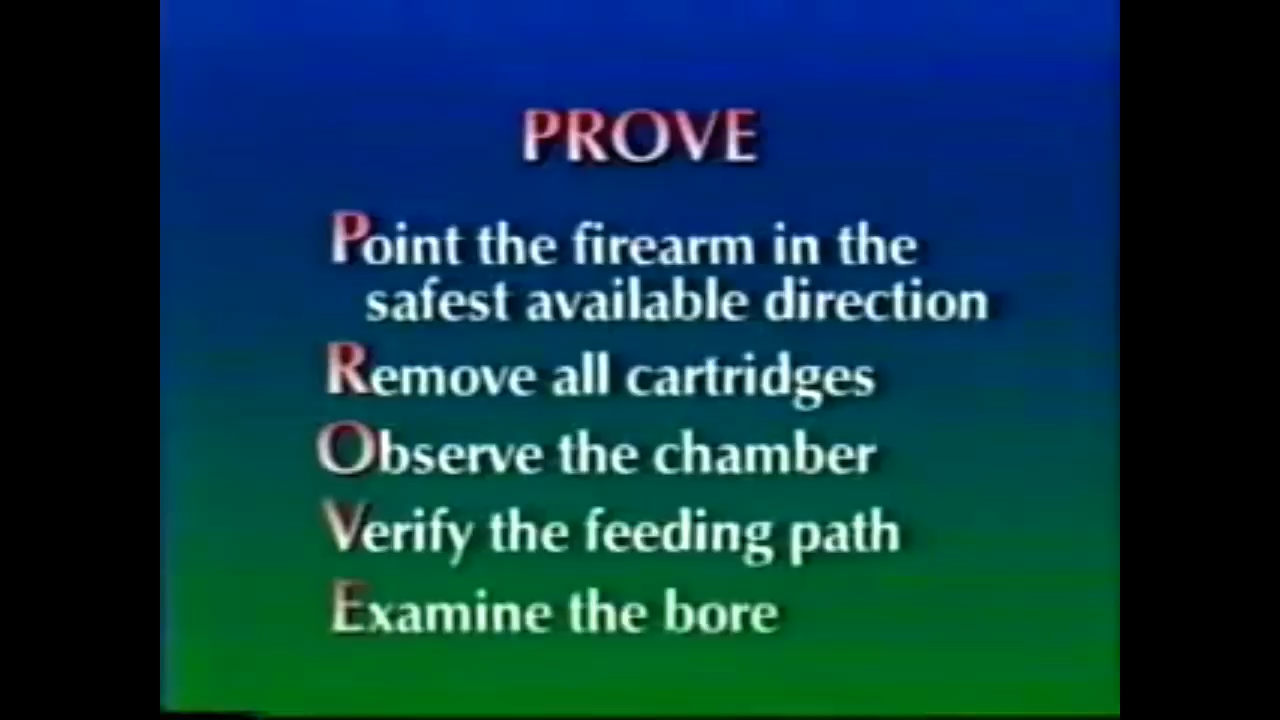 PROVE
Point the firearm in the
safest available direction
Remove all cartridges
Observe the chamber
Verify the feeding path
Examine the bore